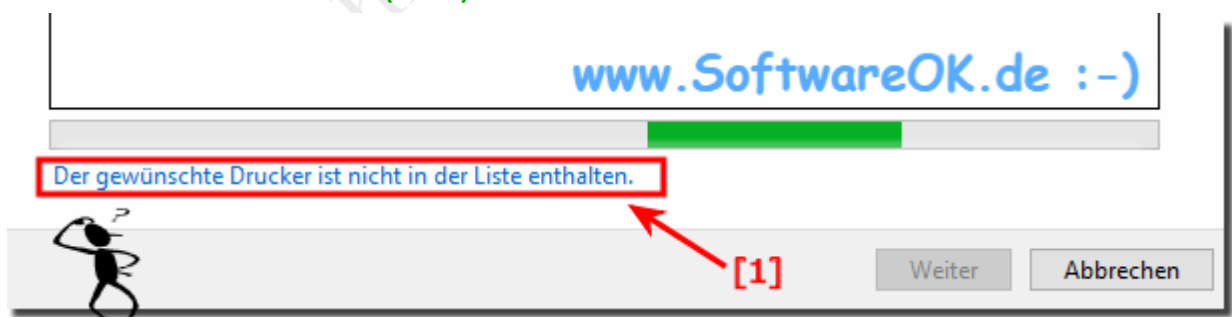 www.SoftwareOK.de :-)
Der gewünschte Drucker ist nicht in der Liste enthalten.
?
[1]
Weiter
Abbrechen